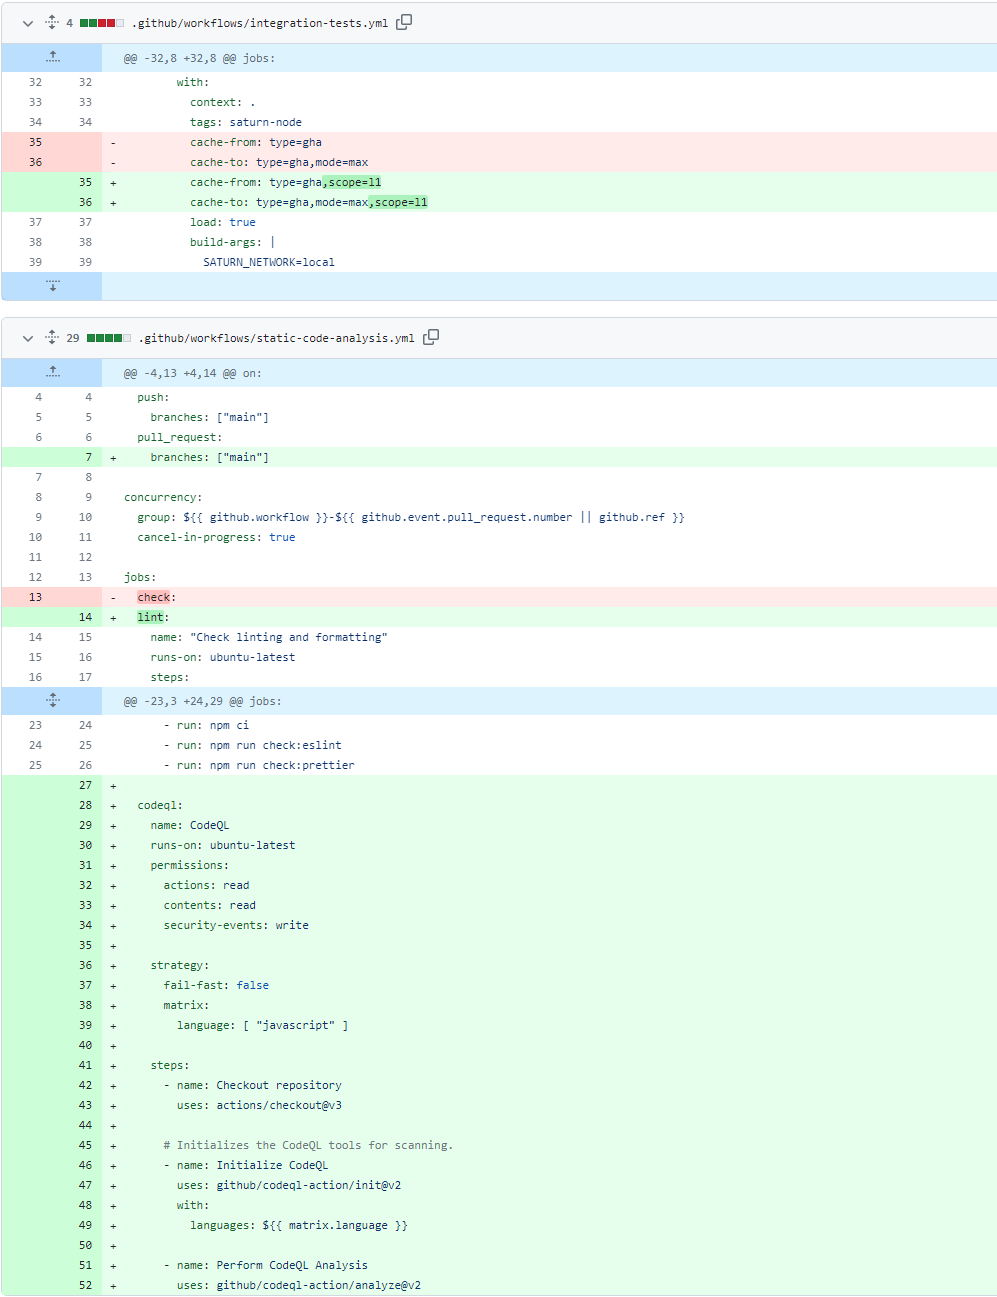 4 .github/workflows/integration-tests.yml
@@ -32,8 +32,8 @@ jobs:
32 32 with:
33 33 context: .
34 34 tags: saturn-node
35 - cache-from: type=gha
36 - cache-to: type=gha,mode=max
35 + cache-from: type=gha,scope=l1
36 + cache-to: type=gha,mode=max,scope=l1
37 37 load: true
38 38 build-args: |
39 39 SATURN_NETWORK=local
29 .github/workflows/static-code-analysis.yml
@@ -4,13 +4,14 @@ on:
4 4 push:
5 5 branches: ["main"]
6 6 pull_request:
7 + branches: ["main"]
7 8
8 9 concurrency:
9 10 group: ${{ github.workflow }}-${{ github.event.pull_request.number || github.ref }}
10 11 cancel-in-progress: true
11 12
12 13 jobs:
13 - check:
14 + lint:
14 15 name: "Check linting and formatting"
15 16 runs-on: ubuntu-latest
16 17 steps:
@@ -23,3 +24,29 @@ jobs:
23 24 - run: npm ci
24 25 - run: npm run check:eslint
25 26 - run: npm run check:prettier
27 +
28 + codeql:
29 + name: CodeQL
30 + runs-on: ubuntu-latest
31 + permissions:
32 + actions: read
33 + contents: read
34 + security-events: write
35 +
36 + strategy:
37 + fail-fast: false
38 + matrix:
39 + language: [ "javascript" ]
40 +
41 + steps:
42 + - name: Checkout repository
43 + uses: actions/checkout@v3
44 +
45 + # Initializes the CodeQL tools for scanning.
46 + - name: Initialize CodeQL
47 + uses: github/codeql-action/init@v2
48 + with:
49 + languages: ${{ matrix.language }}
50 +
51 + - name: Perform CodeQL Analysis
52 + uses: github/codeql-action/analyze@v2